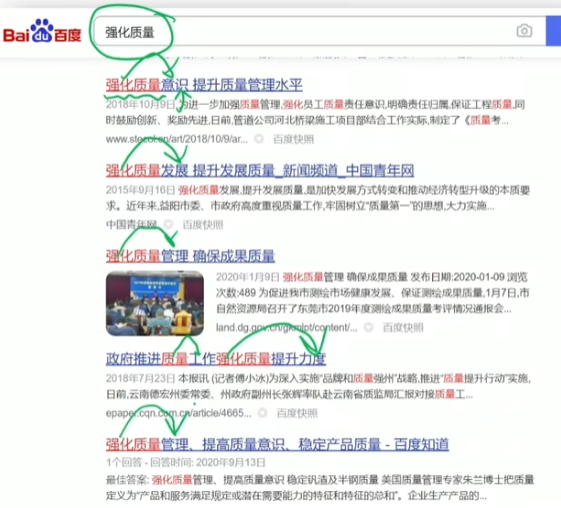 Bai du 百度
强化质量
强化质量意识 提升质量管理水平
2018年10月9日 为进一步加强质量管理,强化员工质量责任意识,明确责任归属,保证工程质量,同
时鼓励创新、奖励先进,日前,管道公司河北桥梁施工项目部结合工作实际,制定了《质量考...
百度快照
强化质量发展 提升发展质量_新闻频道_中国青年网
2015年9月16日 强化质量发展,提升发展质量,是加快发展方式转变和推动经济转型升级的本质要
求。近年来,益阳市委、市政府高度重视质量工作,牢固树立“质量第一”的思想,大力实施...
中国青年网 百度快照
强化质量管理 确保成果质量
2020年1月9日 强化质量管理 确保成果质量 发布日期:2020-01-09 浏览
次数:489 为促进我市测绘市场健康发展、保证测绘成果质量,1月7日,市
自然资源局召开了东莞市2019年度测绘成果质量考评情况通报会...
land.dg.gov.cn/gkmlpt/content/... 百度快照
政府推进质量工作强化质量提升力度
2018年7月23日 本报讯 (记者傅小冰)为深入实施“品牌和质量强州”战略,推进“质量提升行动”实施,
日前,云南德宏州委常委、州政府副州长张辉率队赴云南省质监局汇报对接质量工...
epaper.cqn.com.cn/article/4665... 百度快照
强化质量管理、提高质量意识、稳定产品质量 - 百度知道
1个回答 - 回答时间: 2020年9月13日
最佳答案: 强化质量管理、提高质量意识 稳定钒渣及半钢质量 美国质量管理专家朱兰博士把质量
定义为“产品和服务满足规定或潜在需要能力的特征和特征的总和”。企业生产产品的...